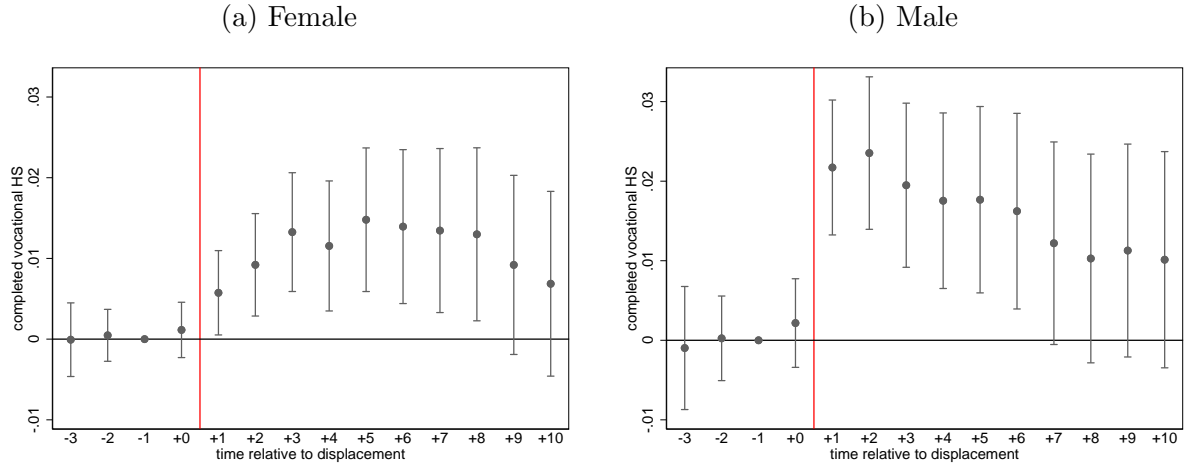 (a) Female
completed vocational HS
.03
.02
.01
0
-.01
-3 -2 -1 +0 +1 +2 +3 +4 +5 +6 +7 +8 +9 +10
time relative to displacement
(b) Male
completed vocational HS
.03
.02
.01
0
-.01
-3 -2 -1 +0 +1 +2 +3 +4 +5 +6 +7 +8 +9 +10
time relative to displacement